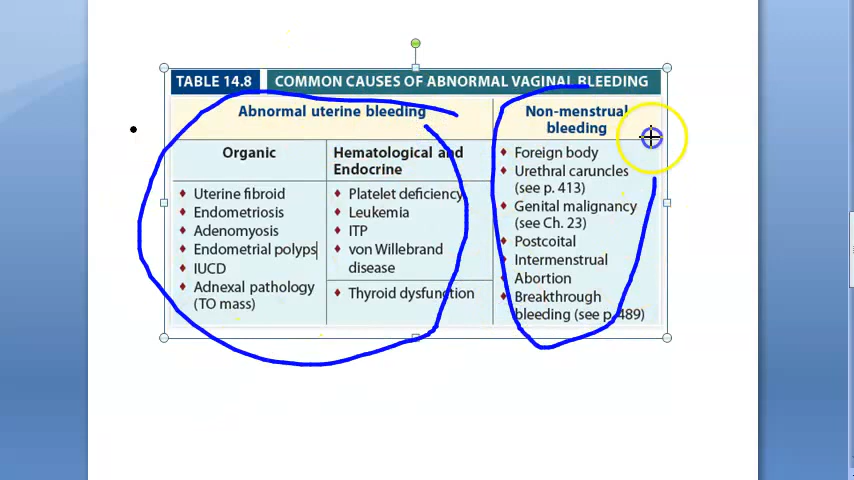 TABLE 14.8 COMMON CAUSES OF ABNORMAL VAGINAL BLEEDING
Abnormal uterine bleeding
Organic
♦ Uterine fibroid
♦ Endometriosis
♦ Adenomyosis
♦ Endometrial polyps
♦ IUCD
♦ Adnexal pathology
(TO mass)
Hematological and
Endocrine
♦ Platelet deficiency
♦ Leukemia
♦ ITP
♦ von Willebrand
disease
♦ Thyroid dysfunction
Non-menstrual
bleeding
♦ Foreign body
♦ Urethral caruncles
(see p. 413)
♦ Genital malignancy
(see Ch. 23)
♦ Postcoital
♦ Intermenstrual
♦ Abortion
♦ Breakthrough
bleeding (see p. 489)